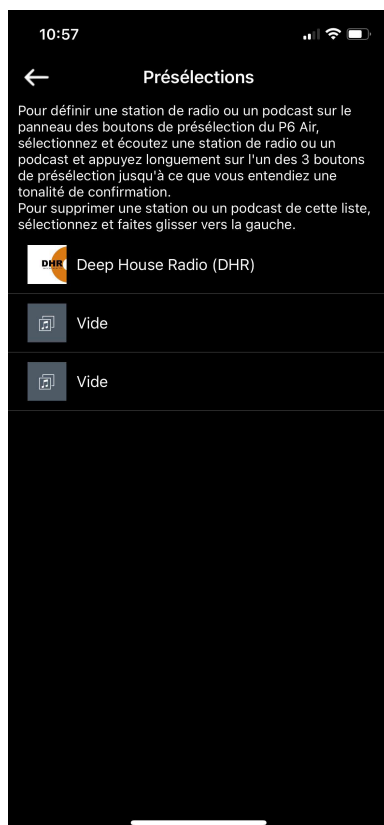 10:57
Présélections
Pour définir une station de radio ou un podcast sur le
panneau des boutons de présélection du P6 Air,
sélectionnez et écoutez une station de radio ou un
podcast et appuyez longuement sur l'un des 3 boutons
de présélection jusqu'à ce que vous entendiez une
tonalité de confirmation.
Pour supprimer une station ou un podcast de cette liste,
sélectionnez et faites glisser vers la gauche.
DHR
Deep House Radio (DHR)
Vide
Vide